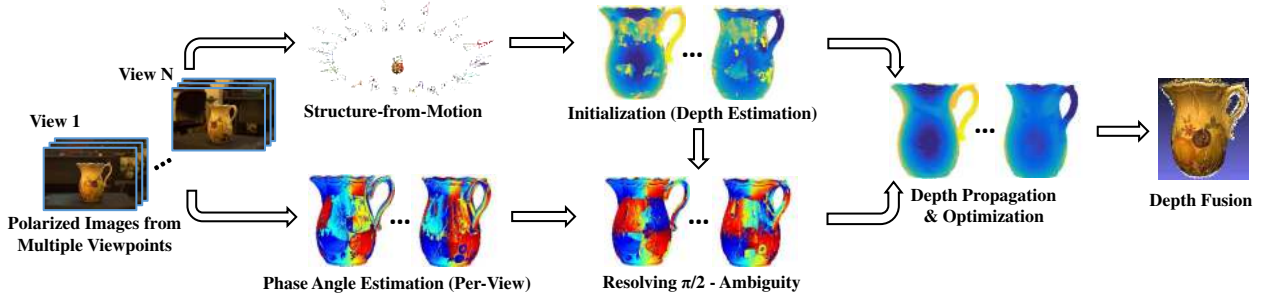 View 1
View N
Polarized Images from
Multiple Viewpoints
Structure-from-Motion
Initialization (Depth Estimation)
Phase Angle Estimation (Per-View)
Resolving π/2 - Ambiguity
Depth Propagation
& Optimization
Depth Fusion